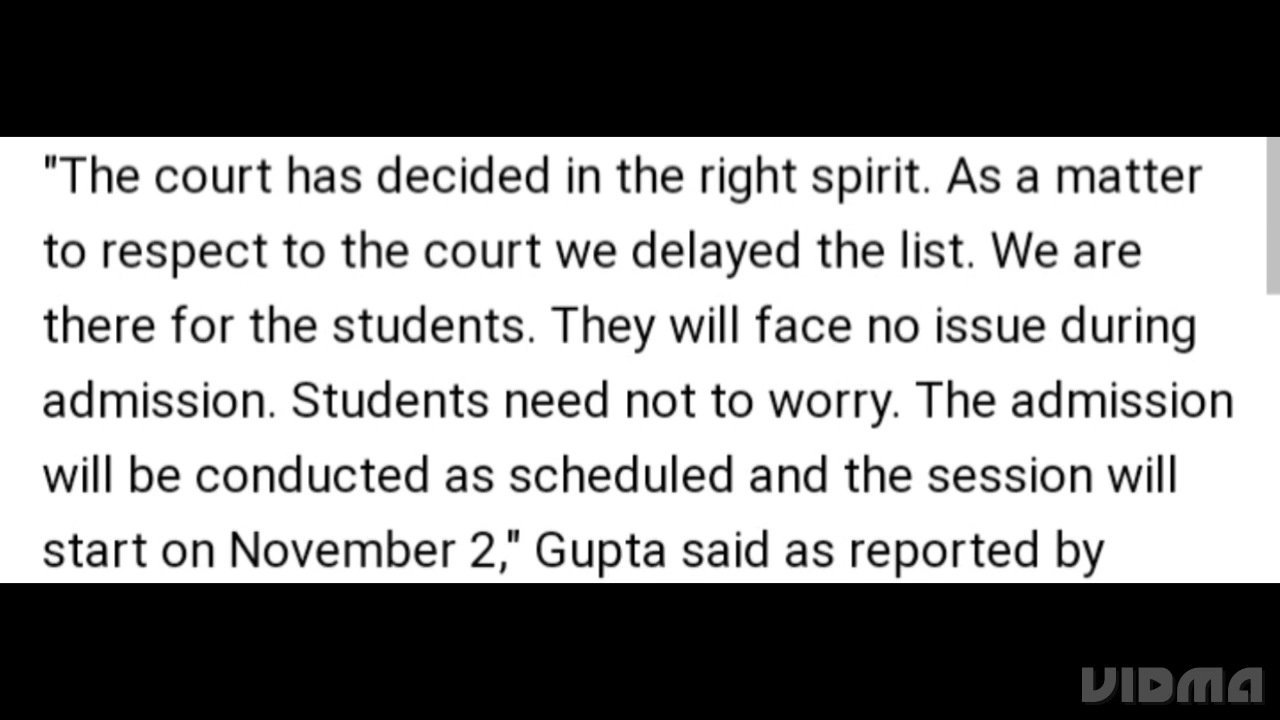 "The court has decided in the right spirit. As a matter
to respect to the court we delayed the list. We are
there for the students. They will face no issue during
admission. Students need not to worry. The admission
will be conducted as scheduled and the session will
start on November 2," Gupta said as reported by
VIDMA